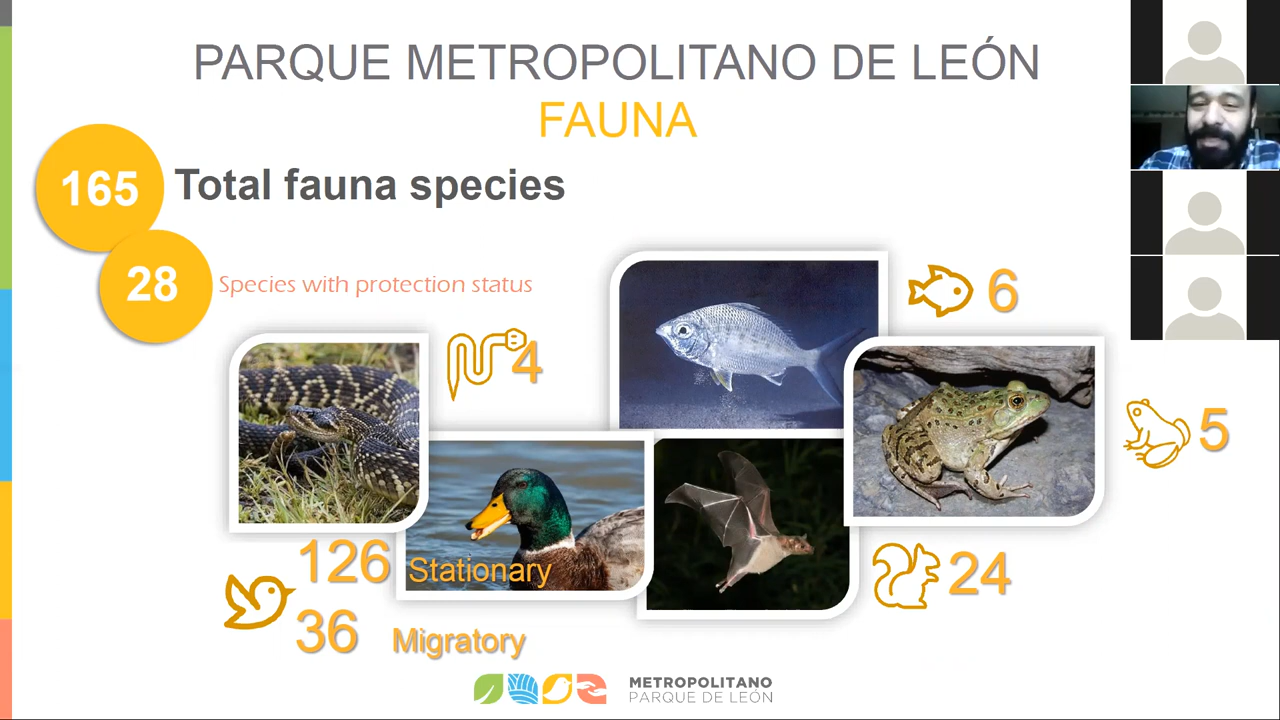 PARQUE METROPOLITANO DE LEÓN
FAUNA
165 Total fauna species
28 Species with protection status
6
4
5
126 Stationary
24
36 Migratory
METROPOLITANO
PARQUE DE LEÓN